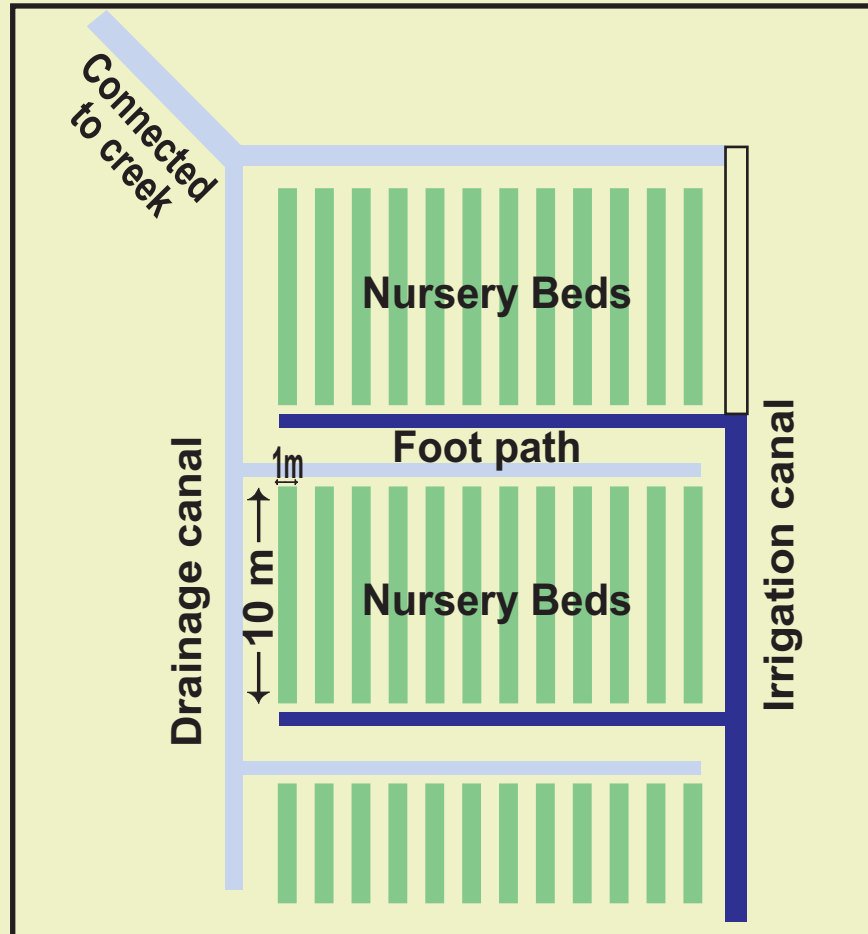 Connected
to creek
Nursery Beds
Foot path
1m
10 m
Nursery Beds
Drainage canal
Irrigation canal